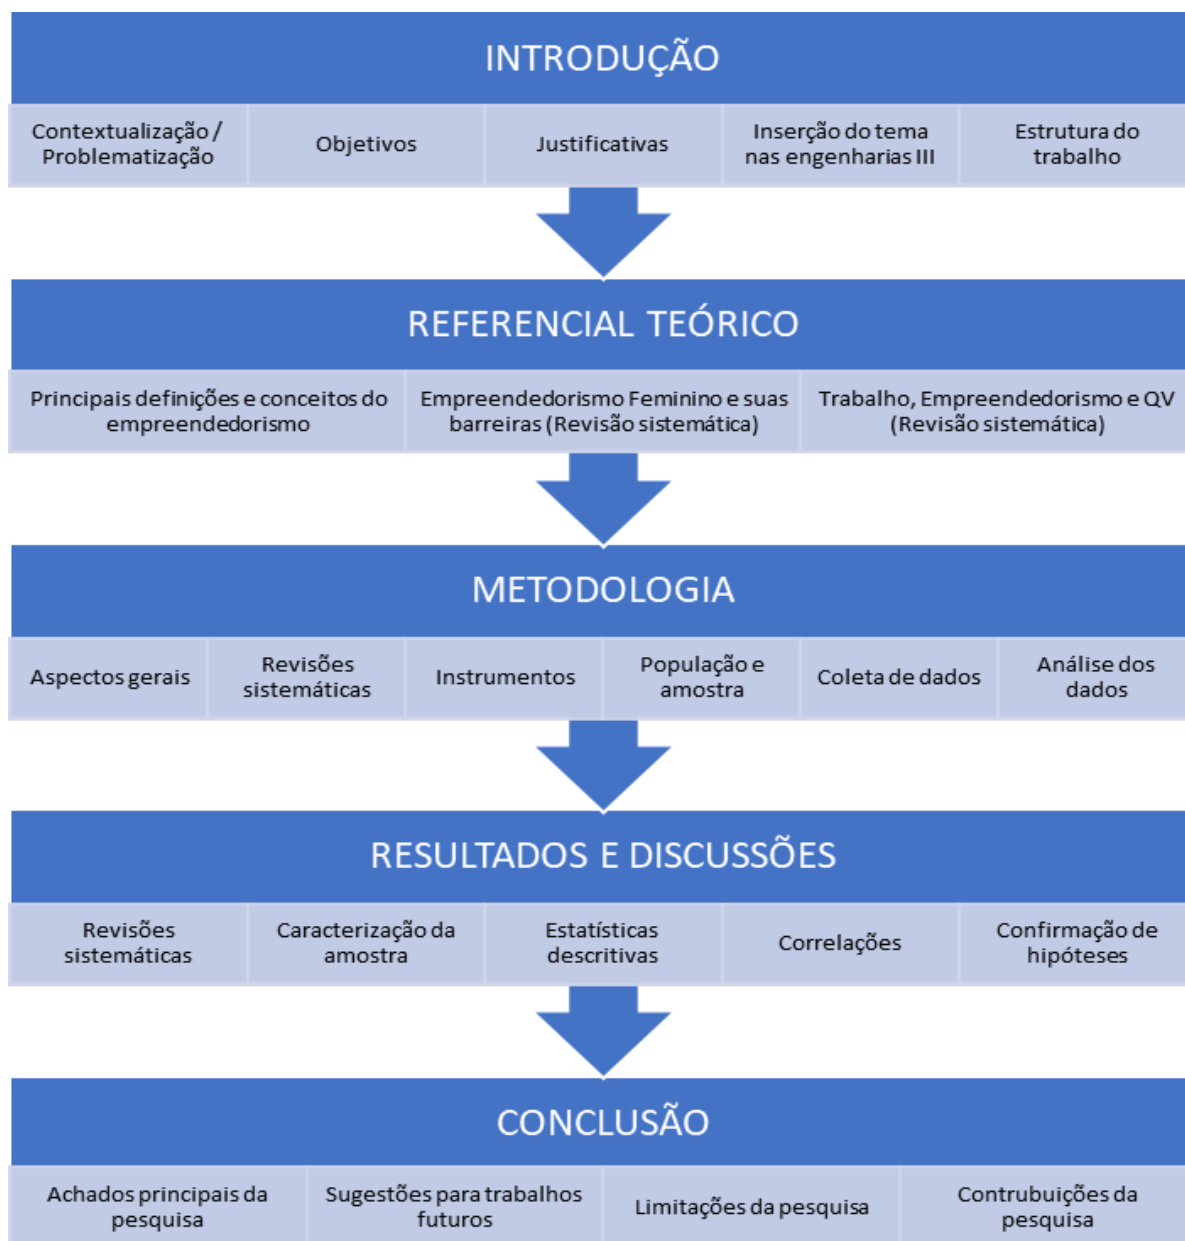 INTRODUÇÃO
Contextualização /
Problematização
Objetivos
Justificativas
Inserção do tema
nas engenharias III
Estrutura do
trabalho
REFERENCIAL TEÓRICO
Principais definições e conceitos do
empreendedorismo
Empreendedorismo Feminino e suas
barreiras (Revisão sistemática)
Trabalho, Empreendedorismo e QV
(Revisão sistemática)
METODOLOGIA
Aspectos gerais
Revisões
sistemáticas
Instrumentos
População e
amostra
Coleta de dados
Análise dos
dados
RESULTADOS E DISCUSSÕES
Revisões
sistemáticas
Caracterização da
amostra
Estatísticas
descritivas
Correlações
Confirmação de
hipóteses
CONCLUSÃO
Achados principais da
pesquisa
Sugestões para trabalhos
futuros
Limitações da pesquisa
Contrubuições da
pesquisa